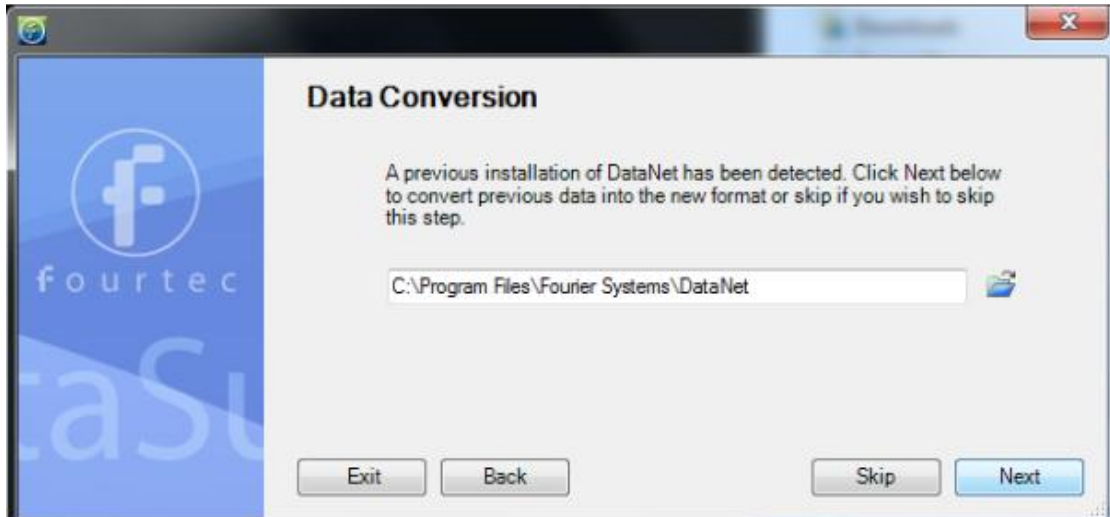 Data Conversion
A previous installation of DataNet has been detected. Click Next below
to convert previous data into the new format or skip if you wish to skip
this step.
fourtec
C:\Program Files\Fourier Systems\DataNet
taSu
Exit Back Skip Next